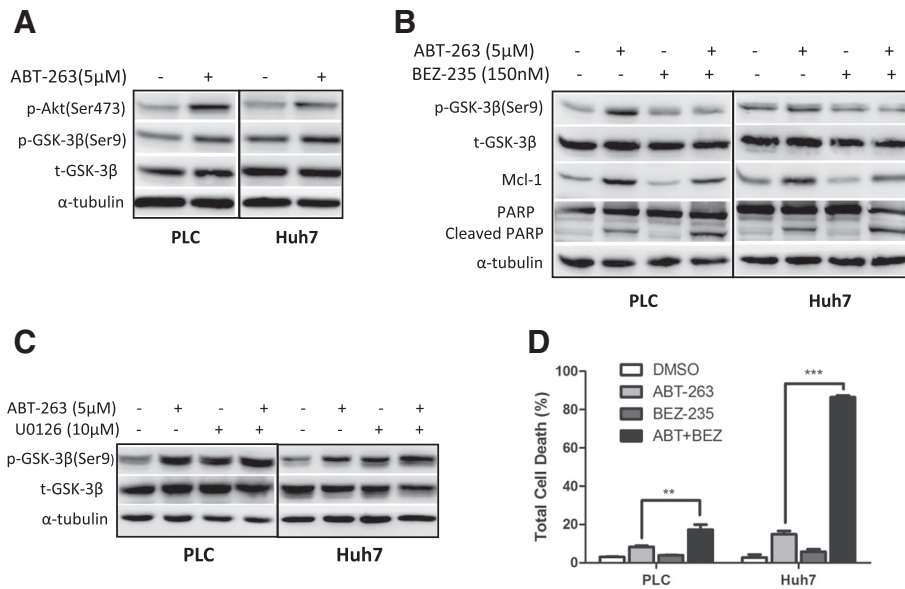 A
ABT-263(5μM) - + - +
p-Akt(Ser473)
p-GSK-3β(Ser9)
t-GSK-3β
α-tubulin
PLC Huh7
B
ABT-263 (5μM) - + - + - + - +
BEZ-235 (150nM) - - + + - - + +
p-GSK-3β(Ser9)
t-GSK-3β
Mcl-1
PARP
Cleaved PARP
α-tubulin
PLC Huh7
C
ABT-263 (5μM) - + - + - + - +
U0126 (10μM) - - + + - - + +
p-GSK-3β(Ser9)
t-GSK-3β
α-tubulin
PLC Huh7
D
Total Cell Death (%)
100
80
60
40
20
0
DMSO
ABT-263
BEZ-235
ABT+BEZ
**
***
PLC Huh7